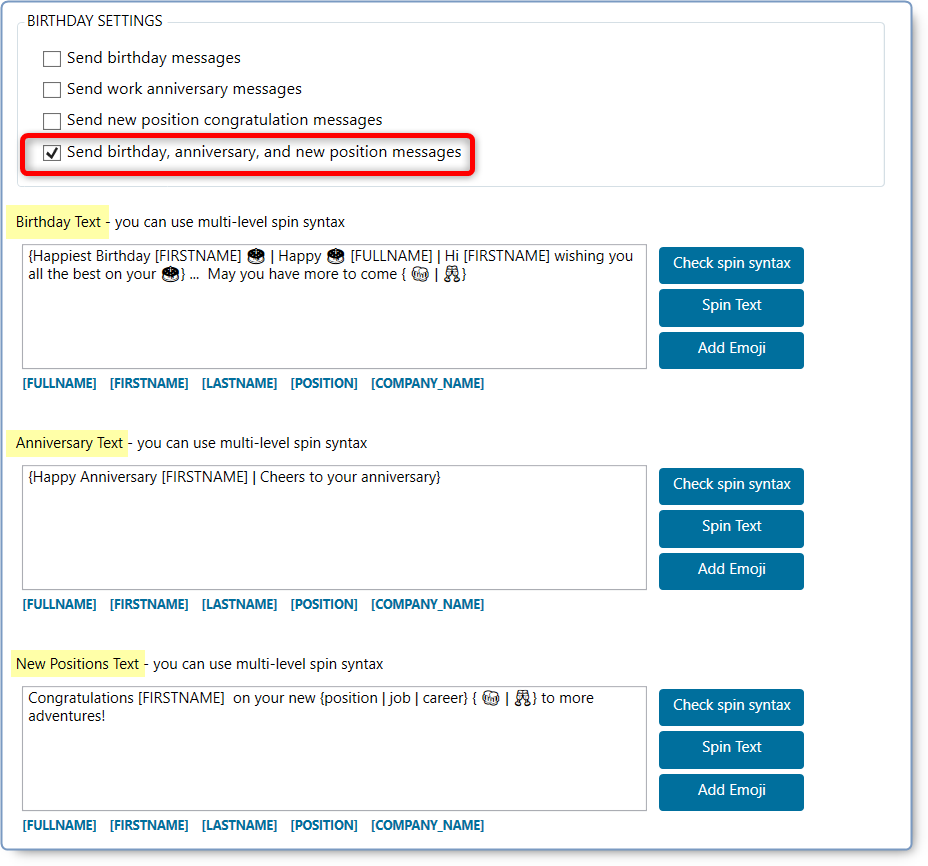 BIRTHDAY SETTINGS
Send birthday messages
Send work anniversary messages
Send new position congratulation messages
Send birthday, anniversary, and new position messages
Birthday Text - you can use multi-level spin syntax
{Happiest Birthday [FIRSTNAME] 🎂 | Happy 🎂 [FULLNAME] | Hi [FIRSTNAME] wishing you
all the best on your 🎂} ...  May you have more to come { 🍻 | 🥂}
Check spin syntax
Spin Text
Add Emoji
[FULLNAME] [FIRSTNAME] [LASTNAME] [POSITION] [COMPANY_NAME]
Anniversary Text - you can use multi-level spin syntax
{Happy Anniversary [FIRSTNAME] | Cheers to your anniversary}
Check spin syntax
Spin Text
Add Emoji
[FULLNAME] [FIRSTNAME] [LASTNAME] [POSITION] [COMPANY_NAME]
New Positions Text - you can use multi-level spin syntax
Congratulations [FIRSTNAME]  on your new {position | job | career} { 🍻 | 🥂} to more
adventures!
Check spin syntax
Spin Text
Add Emoji
[FULLNAME] [FIRSTNAME] [LASTNAME] [POSITION] [COMPANY_NAME]